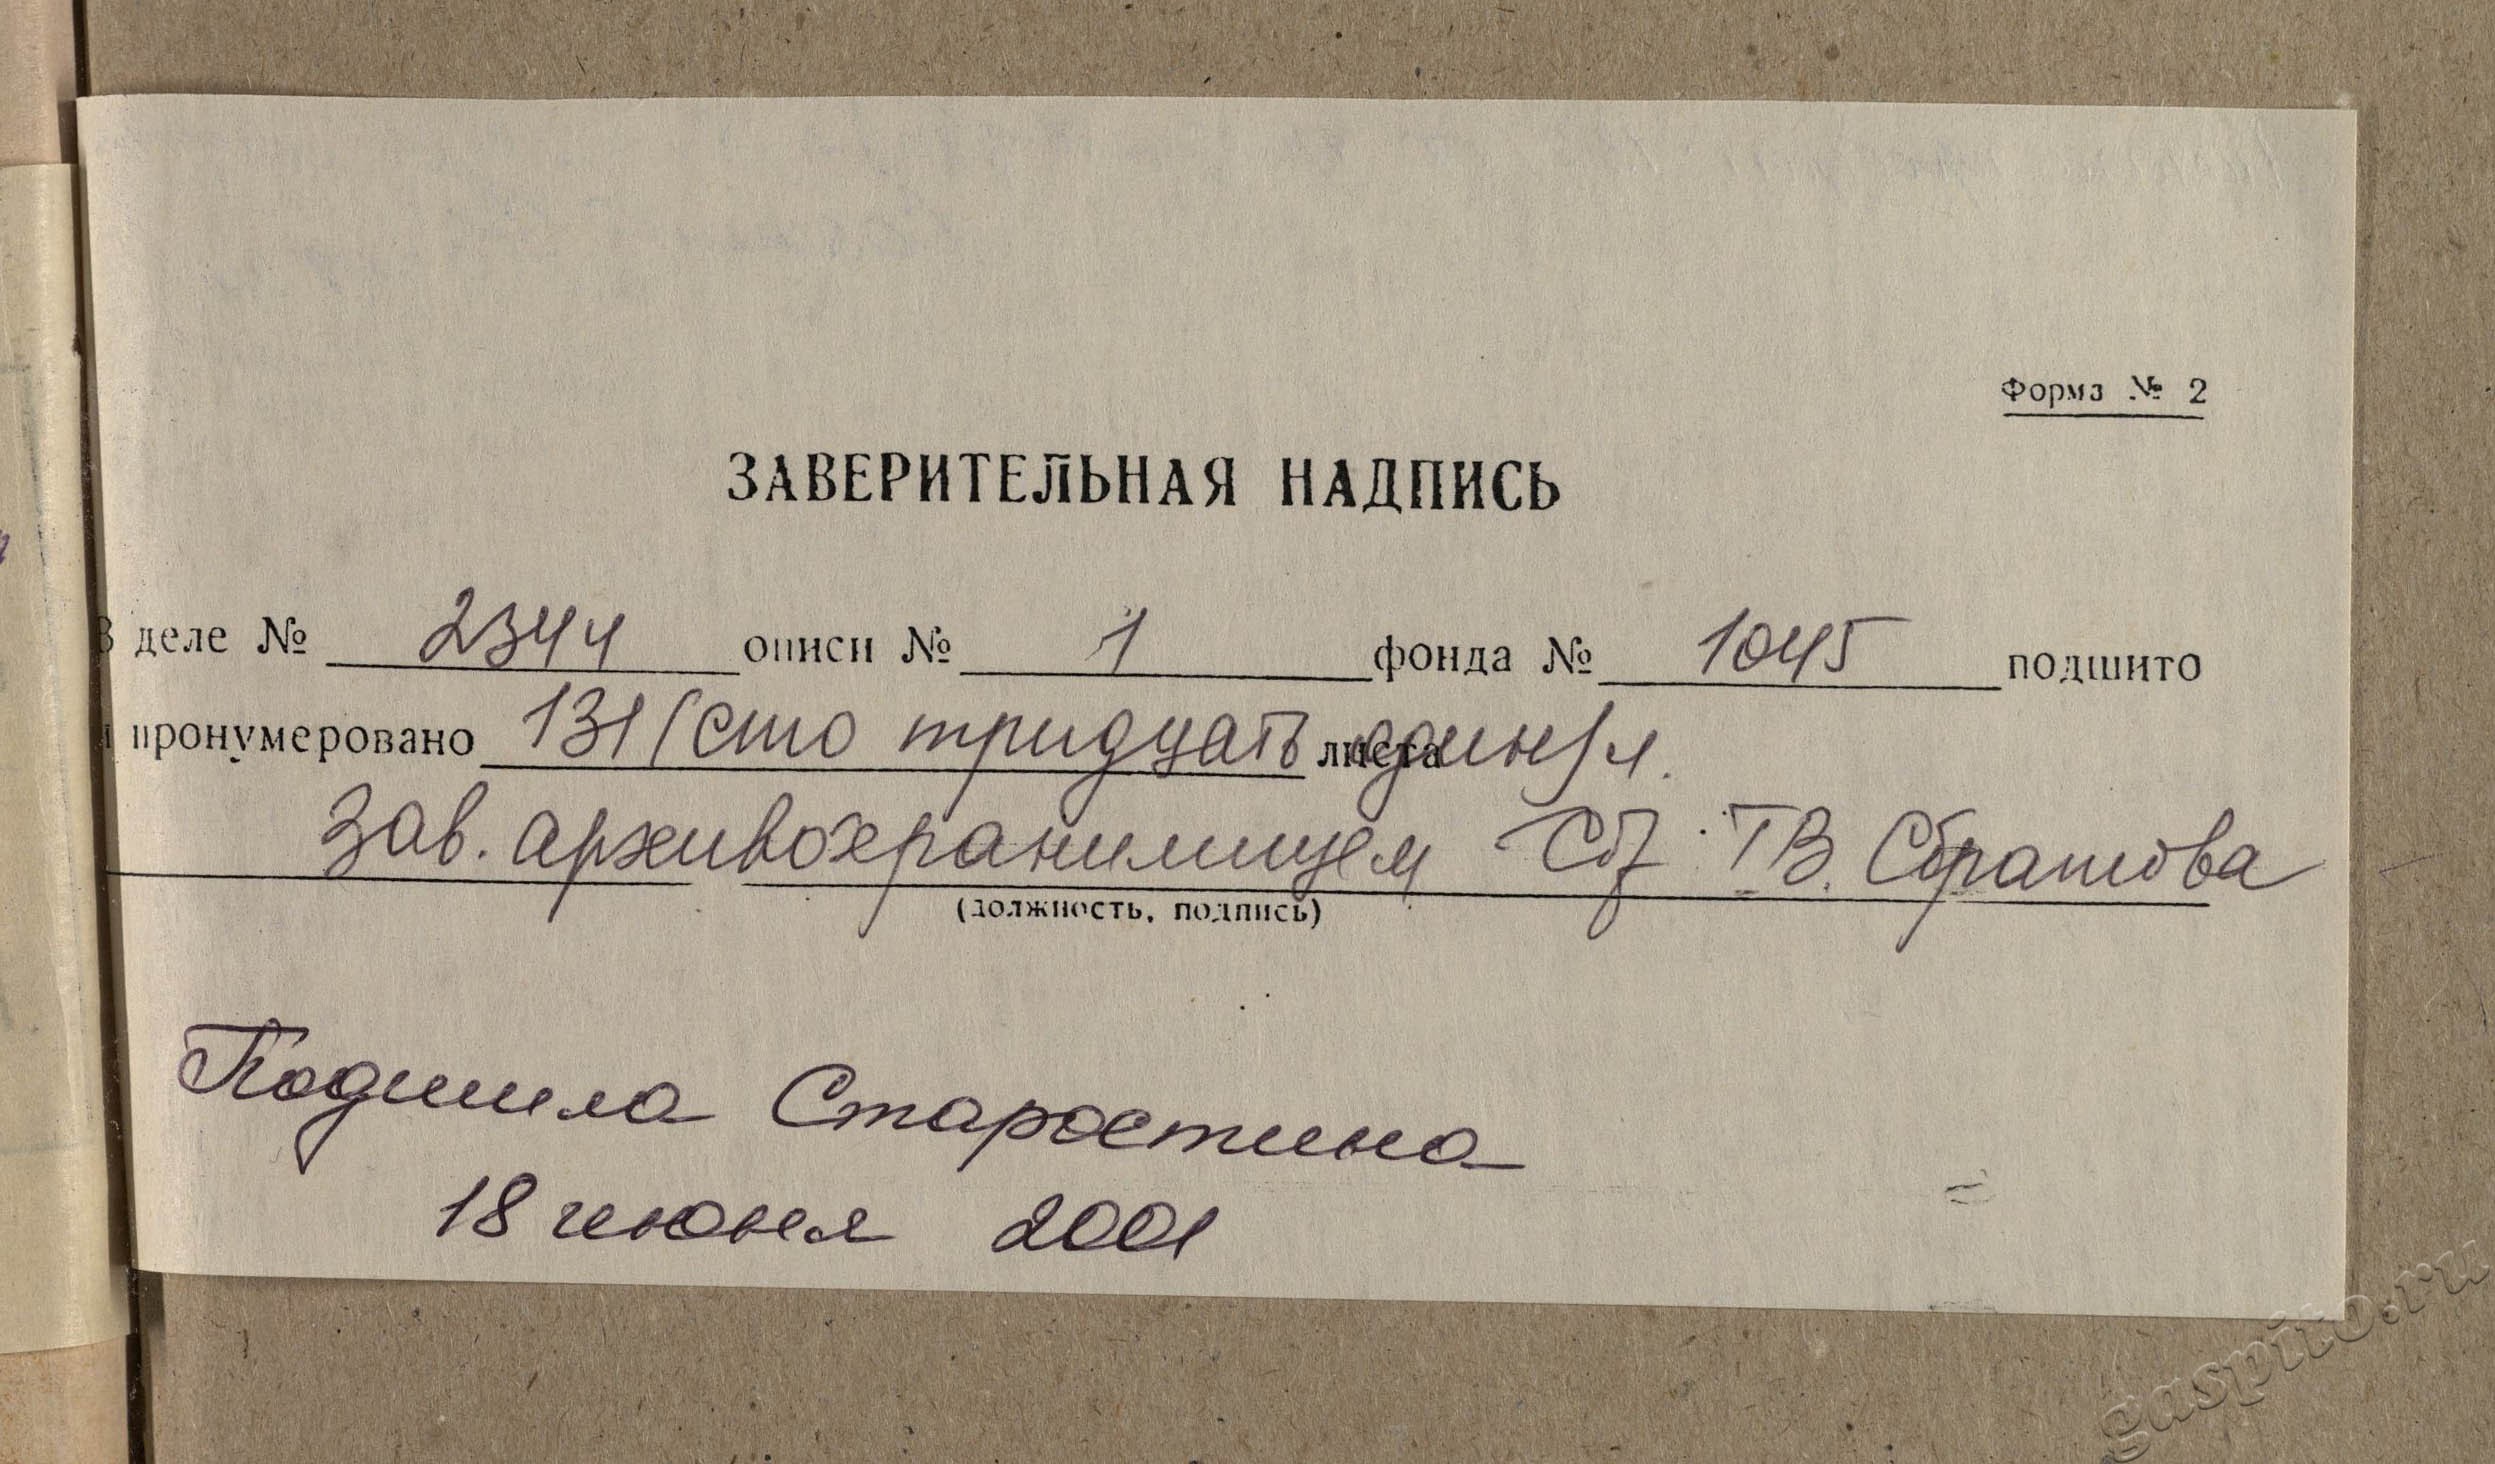 Форма № 2
ЗАВЕРИТЕЛЬНАЯ НАДПИСЬ
В деле № 2344 описи № 1 фонда № 1045 подшито
и пронумеровано 131 (сто тридцать один) л. листа
Зав. архивохранилищем Т.В.
(должность, подпись)
Подшила Старостина
18 июня 2001
gaspito.ru